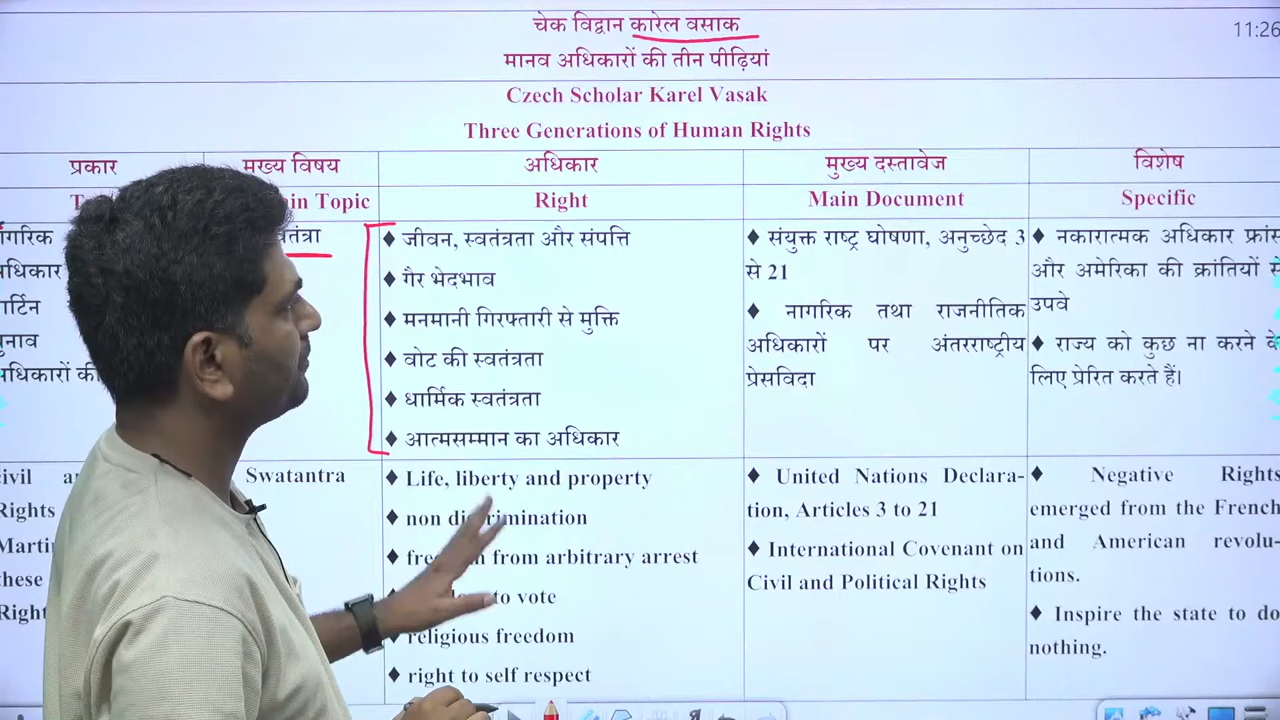 चेक विद्वान कारेल वसाक
11:26
मानव अधिकारों की तीन पीढ़ियां
Czech Scholar Karel Vasak
Three Generations of Human Rights
प्रकार
मुख्य विषय
अधिकार
मुख्य दस्तावेज
विशेष
Topic
Right
Main Document
Specific
♦ जीवन, स्वतंत्रता और संपत्ति
♦ गैर भेदभाव
♦ मनमानी गिरफ्तारी से मुक्ति
♦ वोट की स्वतंत्रता
♦ धार्मिक स्वतंत्रता
♦ आत्मसम्मान का अधिकार
♦ संयुक्त राष्ट्र घोषणा, अनुच्छेद 3
से 21
♦ नागरिक तथा राजनीतिक
अधिकारों पर अंतरराष्ट्रीय
प्रेसविदा
♦ नकारात्मक अधिकार फ्रांस
और अमेरिका की क्रांतियों से
उपवे
♦ राज्य को कुछ ना करने के
लिए प्रेरित करते हैं।
Rights
these
Swatantra
♦ Life, liberty and property
♦ non discrimination
from arbitrary arrest
to vote
religious freedom
♦ right to self respect
♦ United Nations Declara-
tion, Articles 3 to 21
♦ International Covenant on
Civil and Political Rights
♦ Negative Rights
emerged from the French
and American revolu-
tions.
♦ Inspire the state to do
nothing.